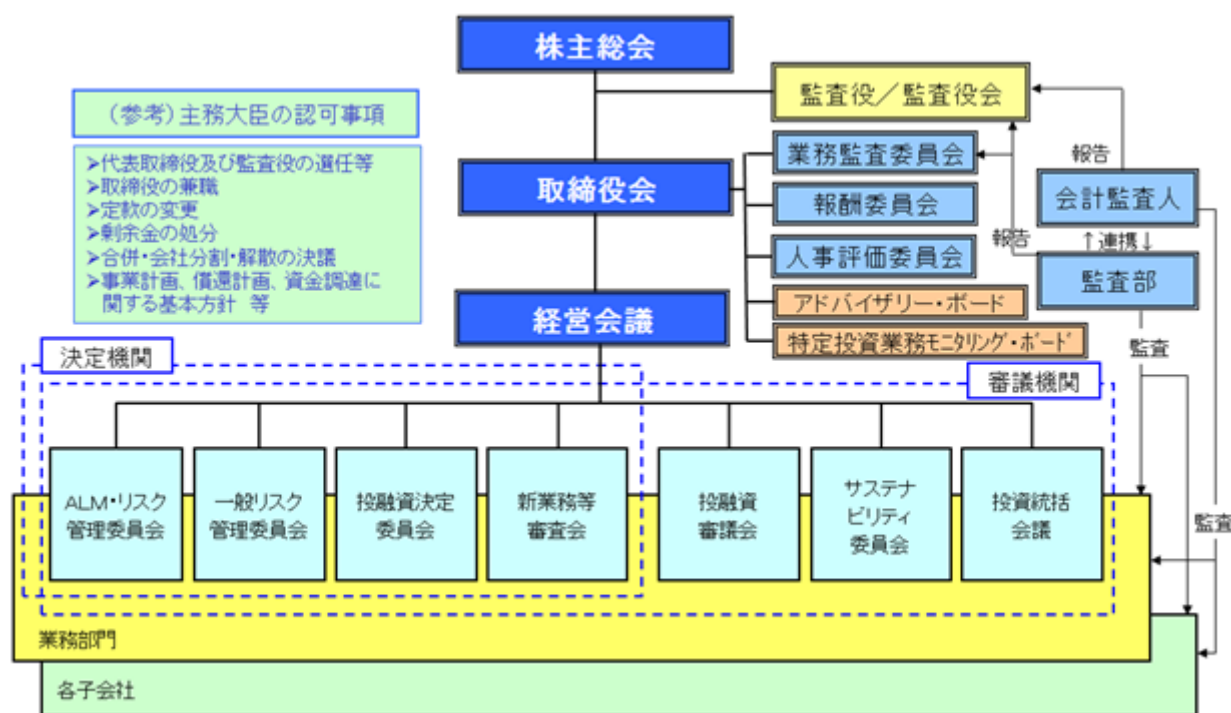 株主総会
監査役／監査役会
(参考)主務大臣の認可事項
➢代表取締役及び監査役の選任等
➢取締役の兼職
➢定款の変更
➢剰余金の処分
➢合併・会社分割・解散の決議
➢事業計画、償還計画、資金調達に
関する基本方針 等
取締役会
業務監査委員会
報酬委員会
人事評価委員会
アドバイザリー・ボード
特定投資業務モニタリング・ボード
報告
会計監査人
↑連携↓
報告
監査部
監査
経営会議
決定機関
審議機関
ALM・リスク
管理委員会
一般リスク
管理委員会
投融資決定
委員会
新業務等
審査会
投融資
審議会
サステナ
ビリティ
委員会
投資統括
会議
監査
業務部門
各子会社